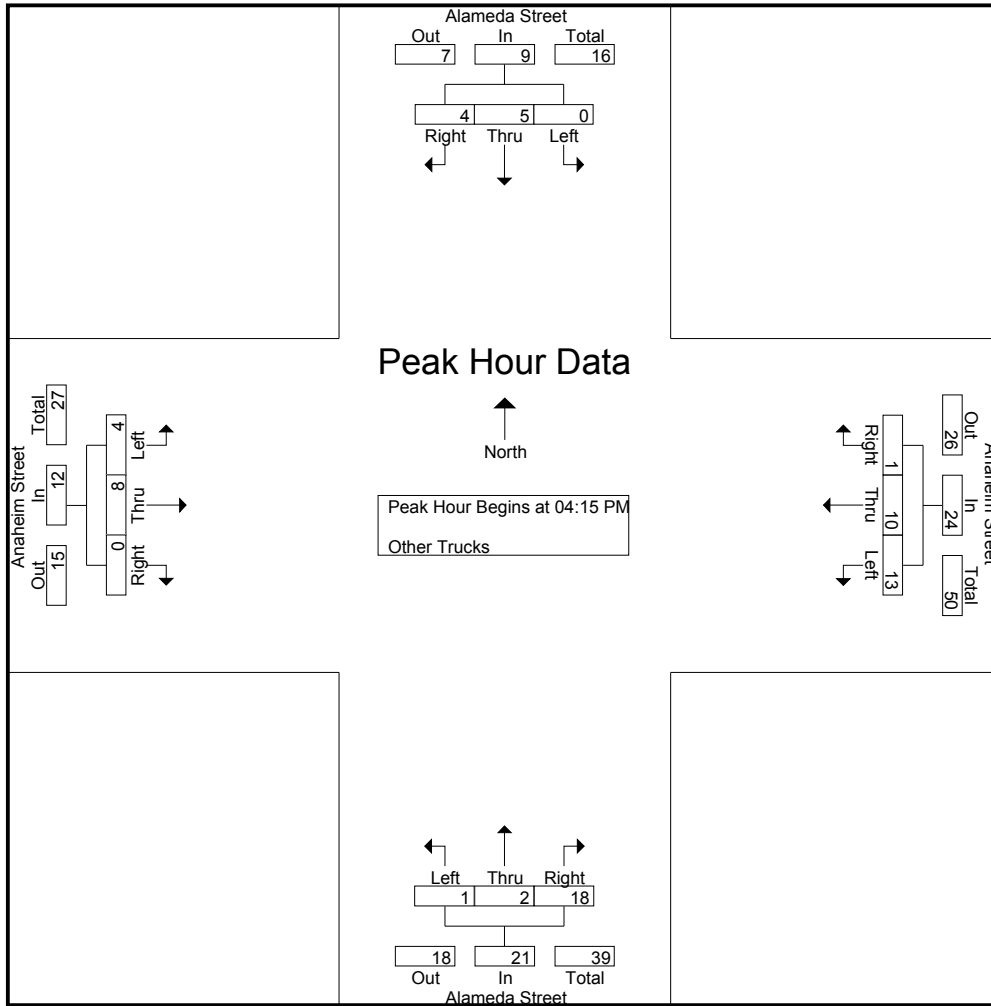 Alameda Street
Out In Total
7 9 16
4 5 0
Right Thru Left
Peak Hour Data
North
Peak Hour Begins at 04:15 PM
Other Trucks
Anaheim Street
Total In Out
27 12 15
4 8 0
Left Thru Right
Right Thru Left
1 10 13
Out In Total
26 24 50
Anaheim Street
Left Thru Right
1 2 18
18 21 39
Out In Total
Alameda Street